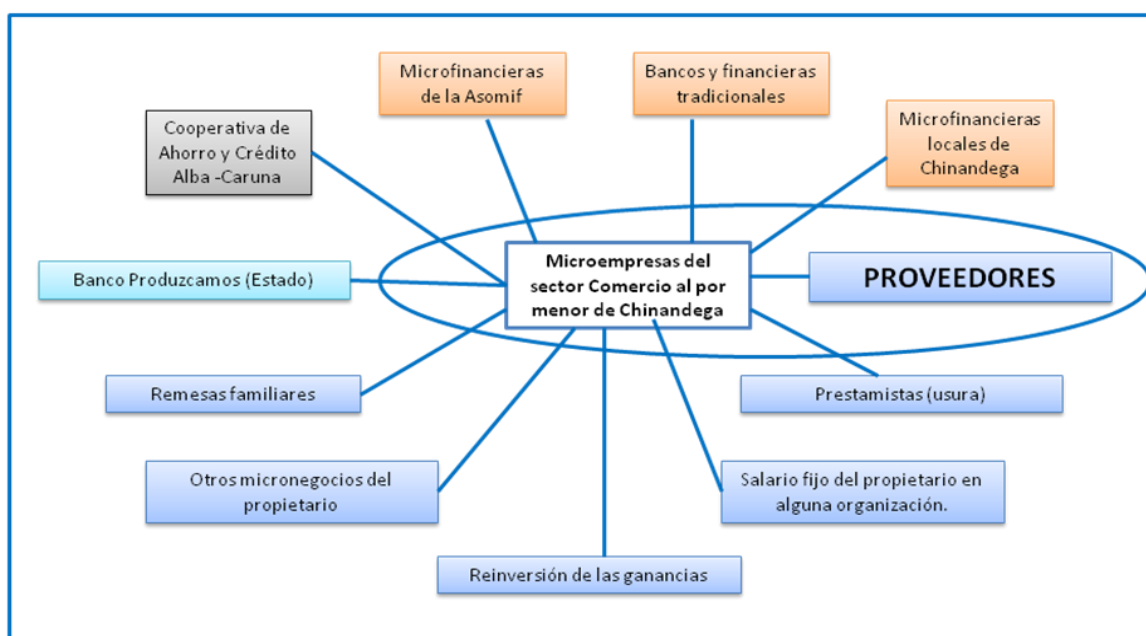 Microfinancieras
de la Asomif
Bancos y financieras
tradicionales
Cooperativa de
Ahorro y Crédito
Alba -Caruna
Microfinancieras
locales de
Chinandega
Banco Produzcamos (Estado)
Microempresas del
sector Comercio al por
menor de Chinandega
PROVEEDORES
Remesas familiares
Prestamistas (usura)
Otros micronegocios del
propietario
Salario fijo del propietario en
alguna organización.
Reinversión de las ganancias